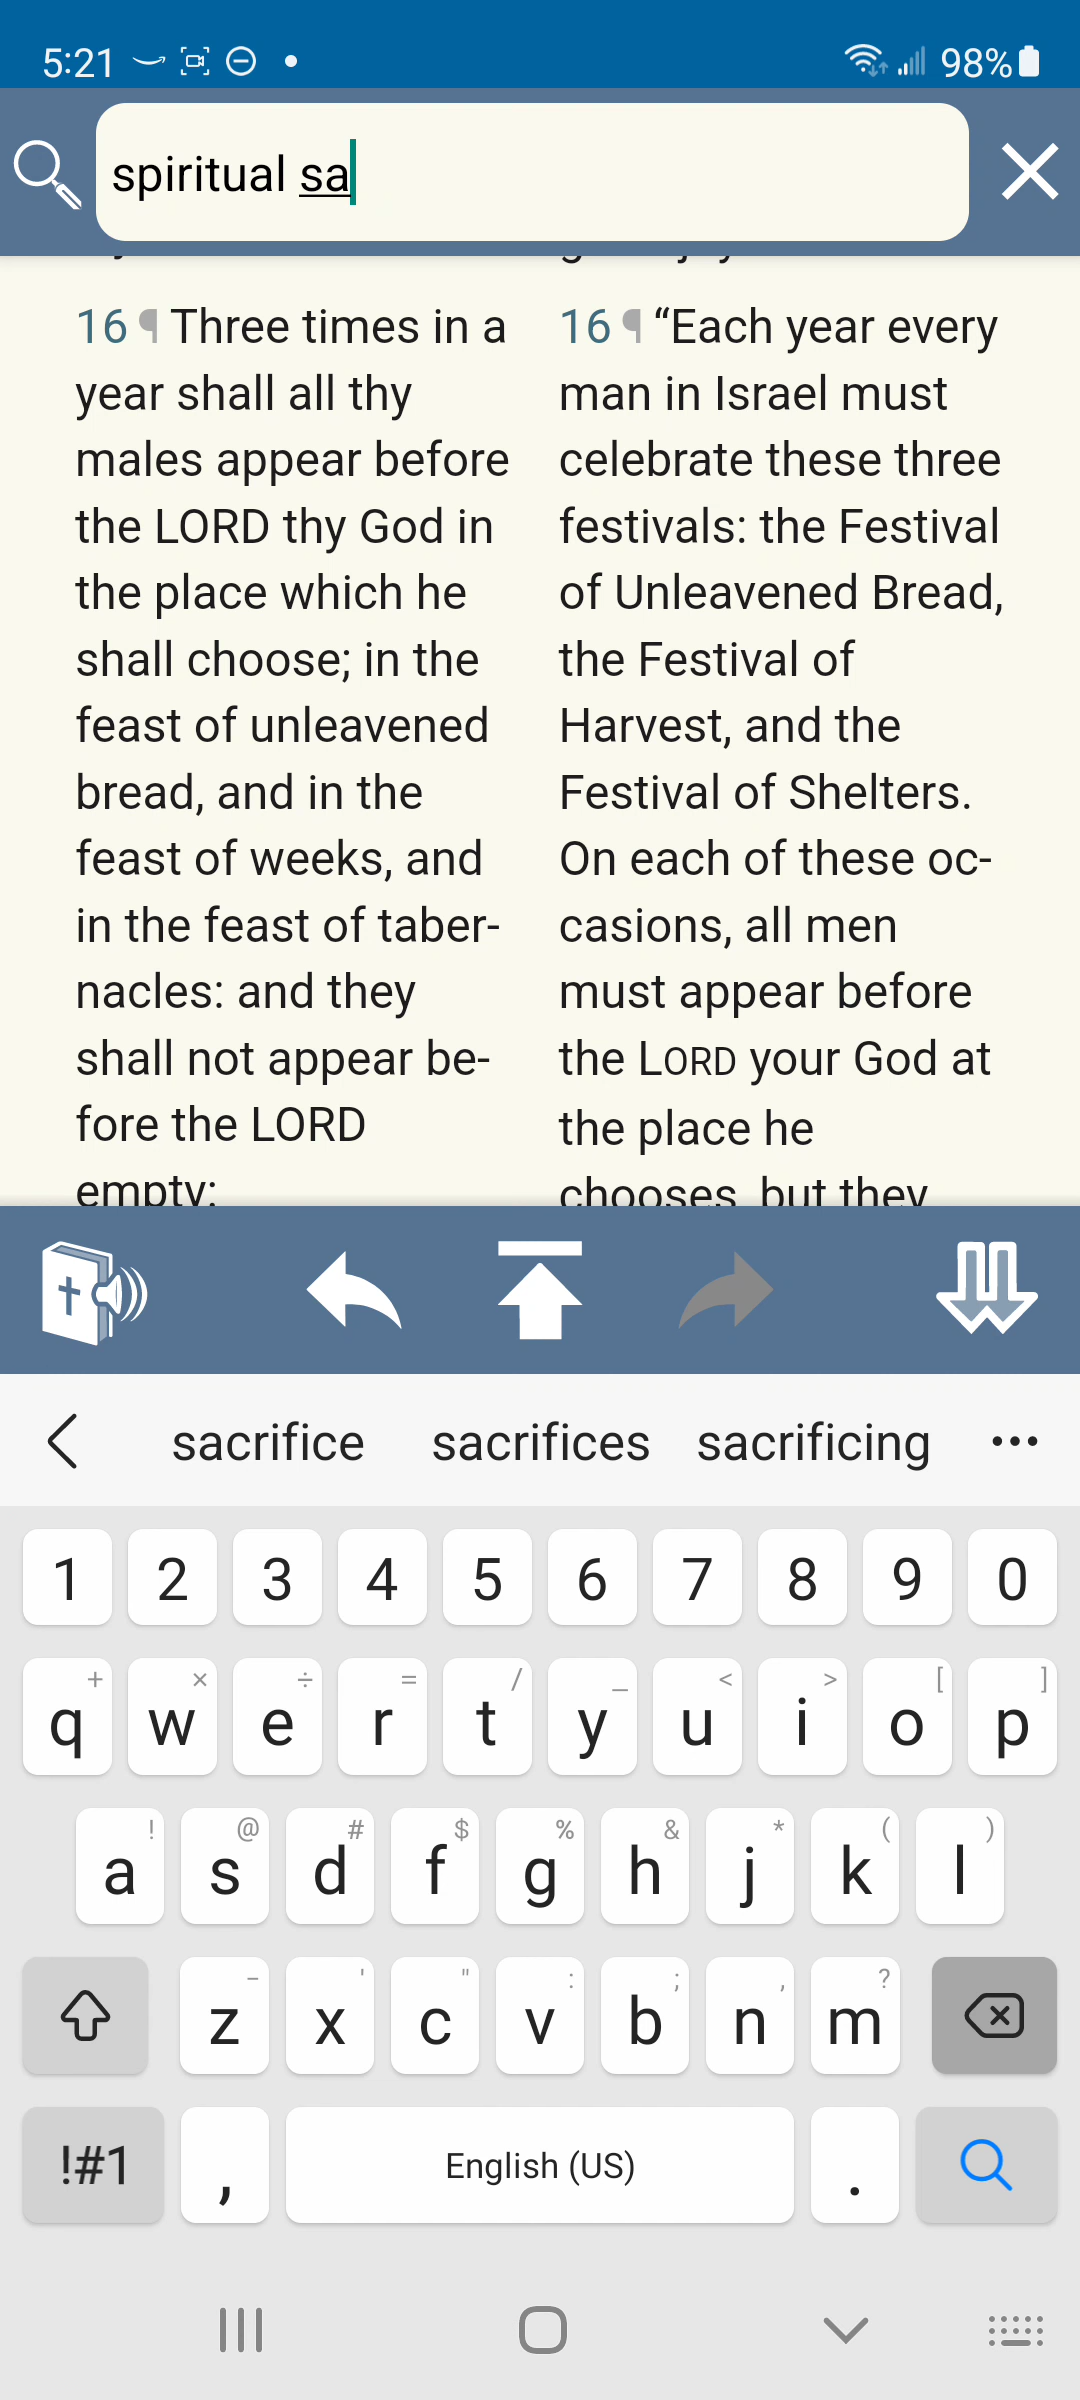 5:21
98%
spiritual sa
16 ¶ Three times in a
year shall all thy
males appear before
the LORD thy God in
the place which he
shall choose; in the
feast of unleavened
bread, and in the
feast of weeks, and
in the feast of taber-
nacles: and they
shall not appear be-
fore the LORD
empty:
16 ¶ “Each year every
man in Israel must
celebrate these three
festivals: the Festival
of Unleavened Bread,
the Festival of
Harvest, and the
Festival of Shelters.
On each of these oc-
casions, all men
must appear before
the LORD your God at
the place he
chooses, but they
sacrifice sacrifices sacrificing ...
1 2 3 4 5 6 7 8 9 0
+ × ÷ = / _ < > [ ]
q w e r t y u i o p
! @ # $ % & * ( )
a s d f g h j k l
- ' " : ; , ?
z x c v b n m
!#1 , English (US) .